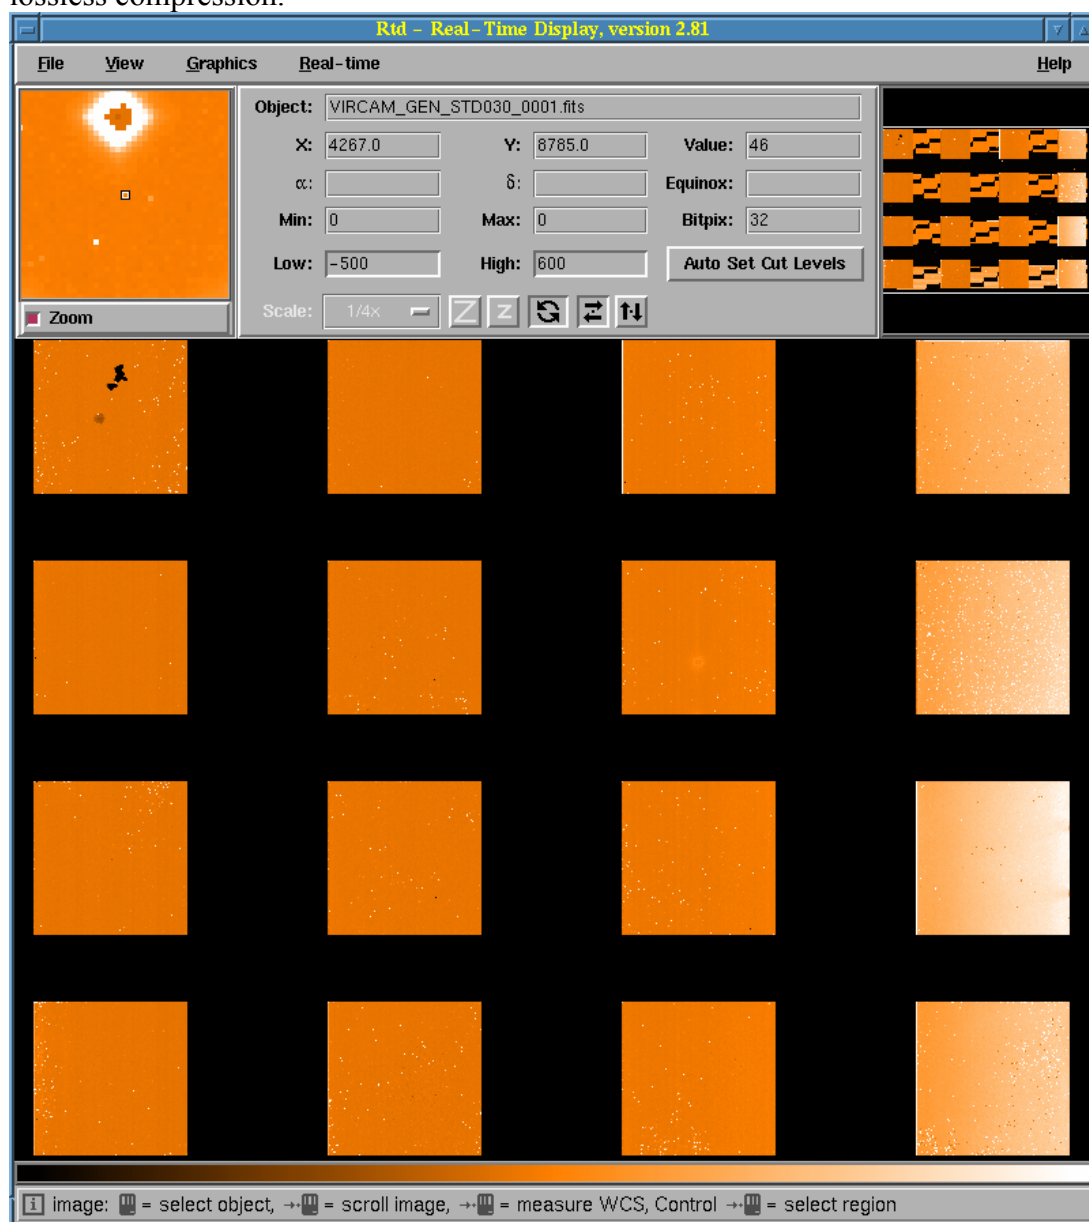 lossless compression.
Rtd - Real-Time Display, version 2.81
File View Graphics Real-time Help
Object: VIRCAM_GEN_STD030_0001.fits
X: 4267.0 Y: 8785.0 Value: 46
α: δ: Equinox:
Min: 0 Max: 0 Bitpix: 32
Low: -500 High: 600 Auto Set Cut Levels
Scale: 1/4x Z z
Zoom
i image: = select object, → = scroll image, → = measure WCS, Control → = select region